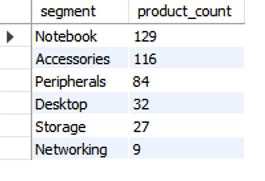 segment product_count
Notebook 129
Accessories 116
Peripherals 84
Desktop 32
Storage 27
Networking 9